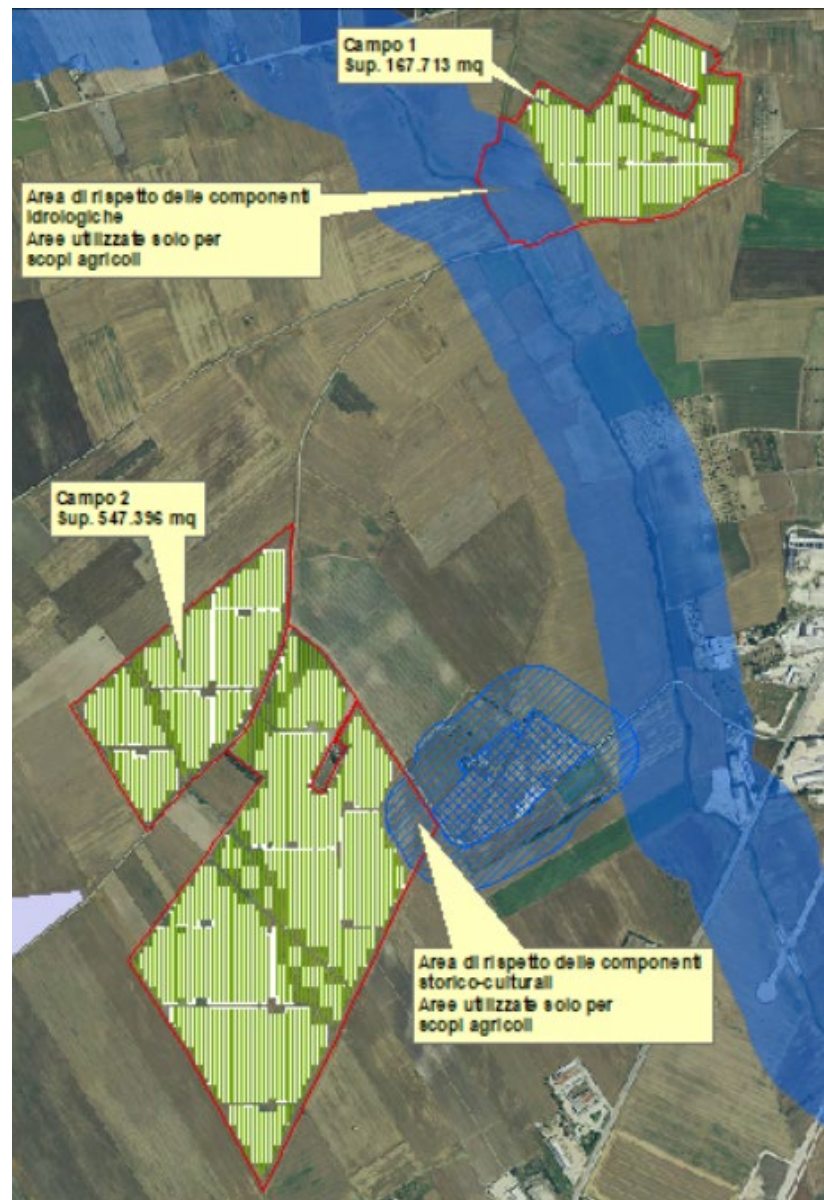 Campo 1
Sup. 167.713 mq
Area di rispetto delle componenti
idrologiche
Aree utilizzate solo per
scopi agricoli
Campo 2
Sup. 547.396 mq
Area di rispetto delle componenti
storico-culturali
Aree utilizzate solo per
scopi agricoli